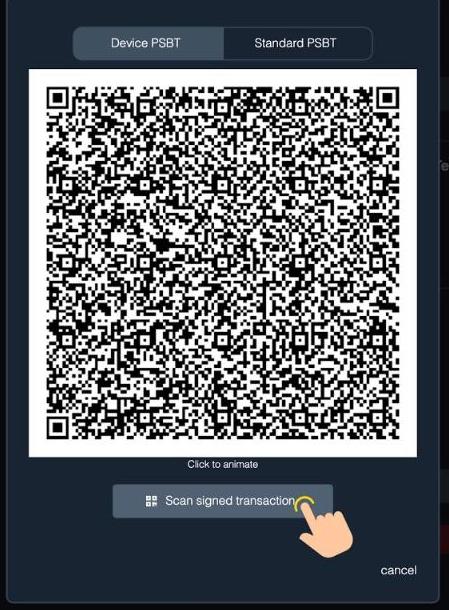 Device PSBT
Standard PSBT
Click to animate
Scan signed transaction
cancel